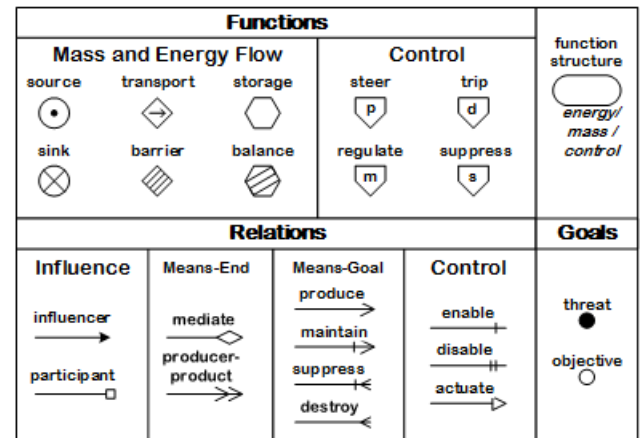 Functions
Mass and Energy Flow
Control
function
structure
source
transport
storage
steer
trip
p
d
energy/
mass /
control
sink
barrier
balance
regulate
suppress
m
s
Relations
Goals
Influence
Means-End
Means-Goal
Control
produce
influencer
mediate
maintain
enable
threat
producer-
product
disable
participant
suppress
objective
actuate
destroy